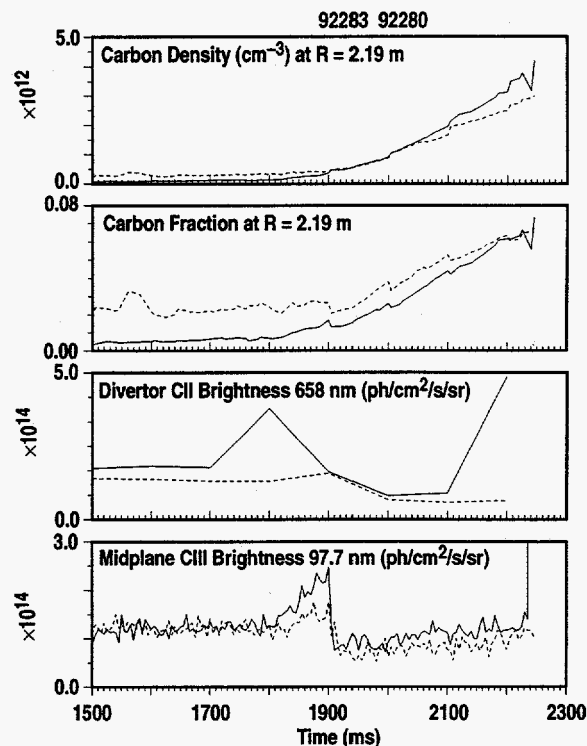 92283 92280
5.0
Carbon Density (cm⁻³) at R = 2.19 m
×10¹²
0.0
0.08
Carbon Fraction at R = 2.19 m
0.00
5.0
Divertor CII Brightness 658 nm (ph/cm²/s/sr)
×10¹⁴
0.0
3.0
Midplane CIII Brightness 97.7 nm (ph/cm²/s/sr)
×10¹⁴
0.0
1500 1700 1900 2100 2300
Time (ms)